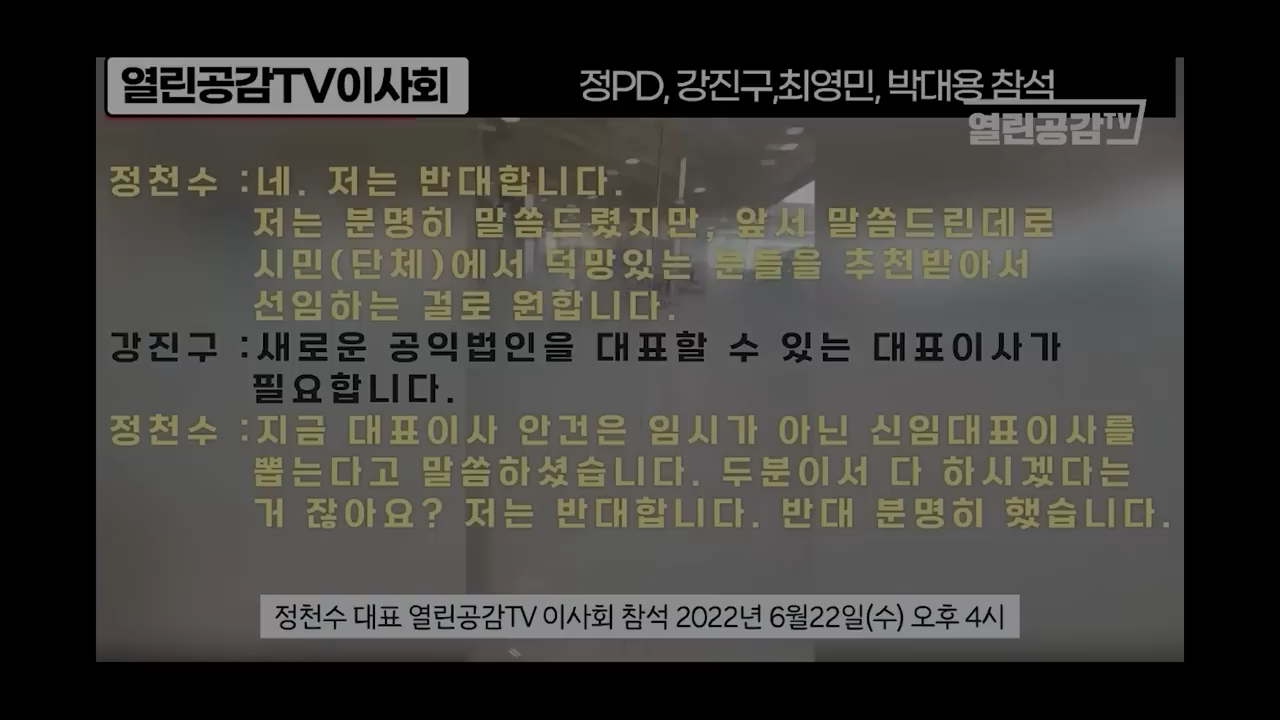 열린공감TV이사회
정PD, 강진구,최영민, 박대용 참석
열린공감TV
정천수 :네. 저는 반대합니다.
저는 분명히 말씀드렸지만, 앞서 말씀드린데로
시민(단체)에서 덕망있는 분들을 추천받아서
선임하는 걸로 원합니다.
강진구 :새로운 공익법인을 대표할 수 있는 대표이사가
필요합니다.
정천수 :지금 대표이사 안건은 임시가 아닌 신임대표이사를
뽑는다고 말씀하셨습니다. 두분이서 다 하시겠다는
거 잖아요? 저는 반대합니다. 반대 분명히 했습니다.
정천수 대표 열린공감TV 이사회 참석 2022년 6월22일(수) 오후 4시